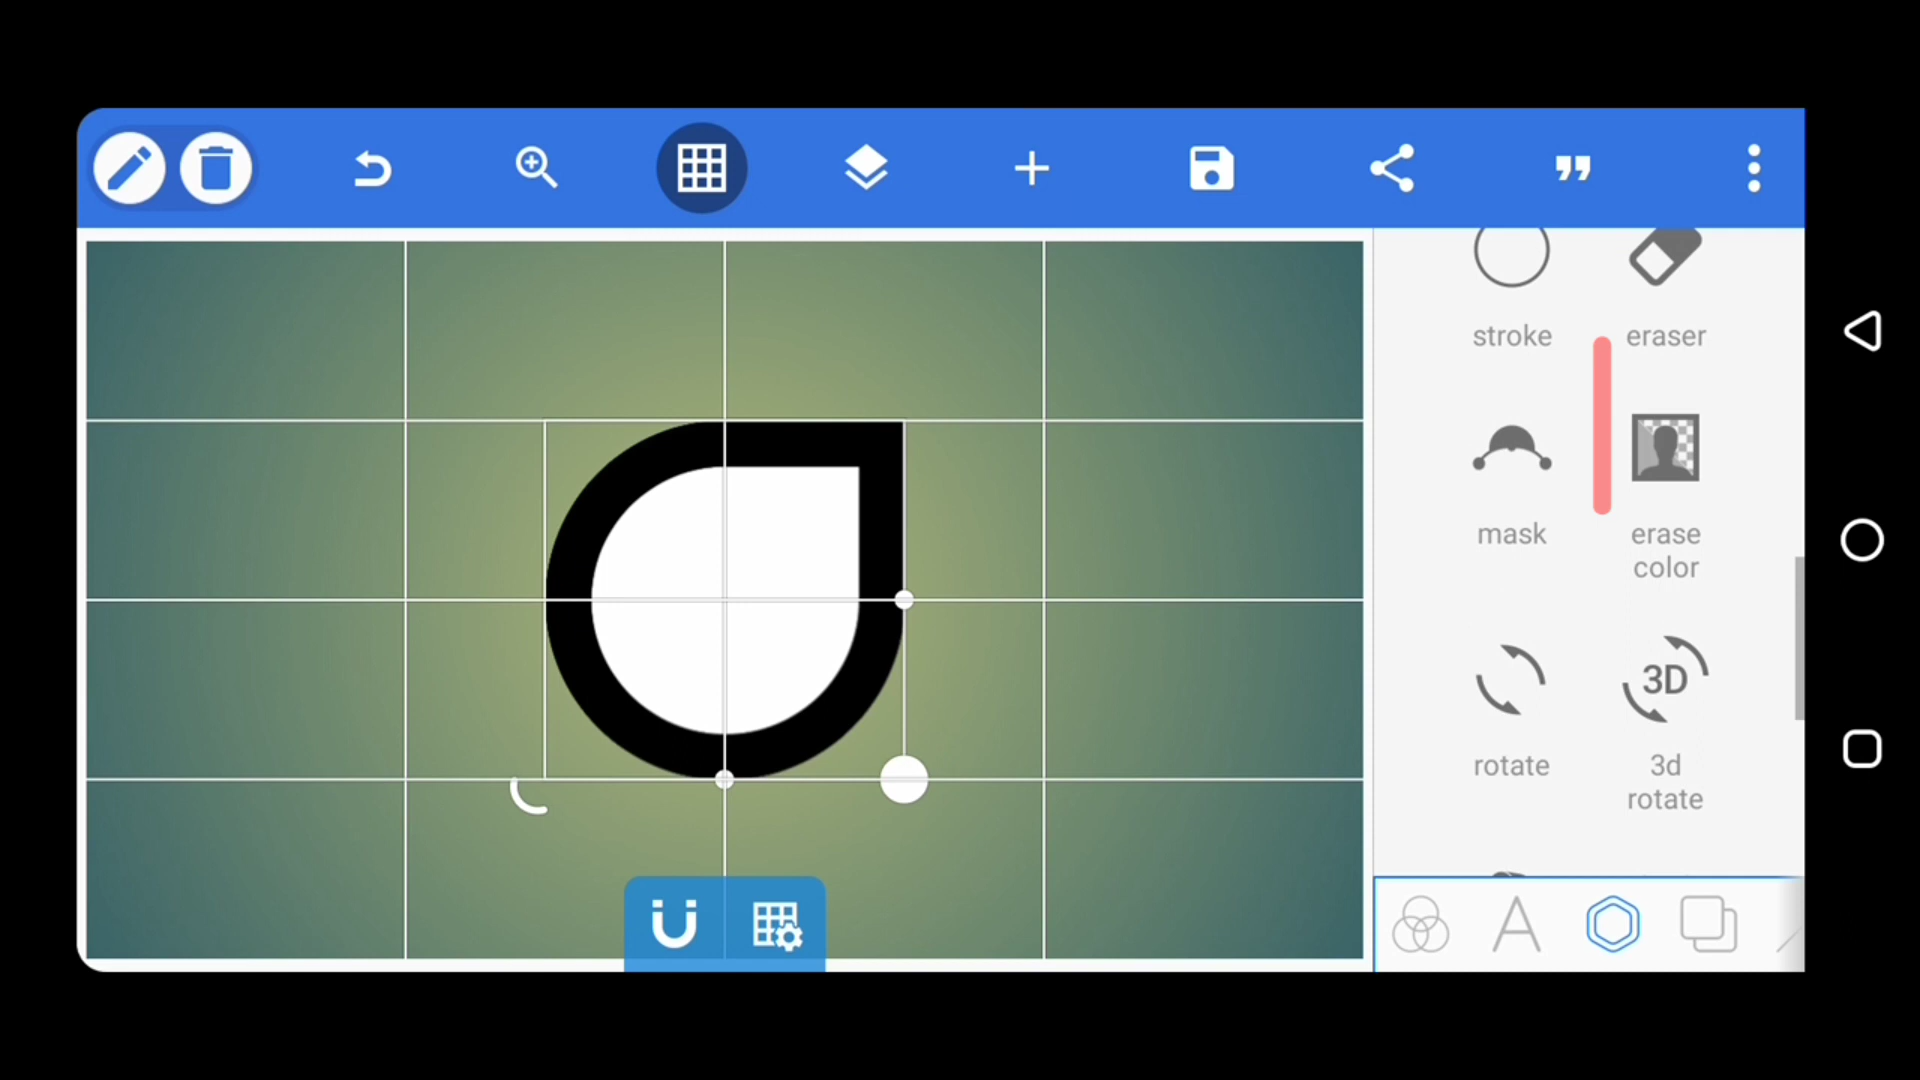 stroke
eraser
mask
erase
color
rotate
3D
3d
rotate